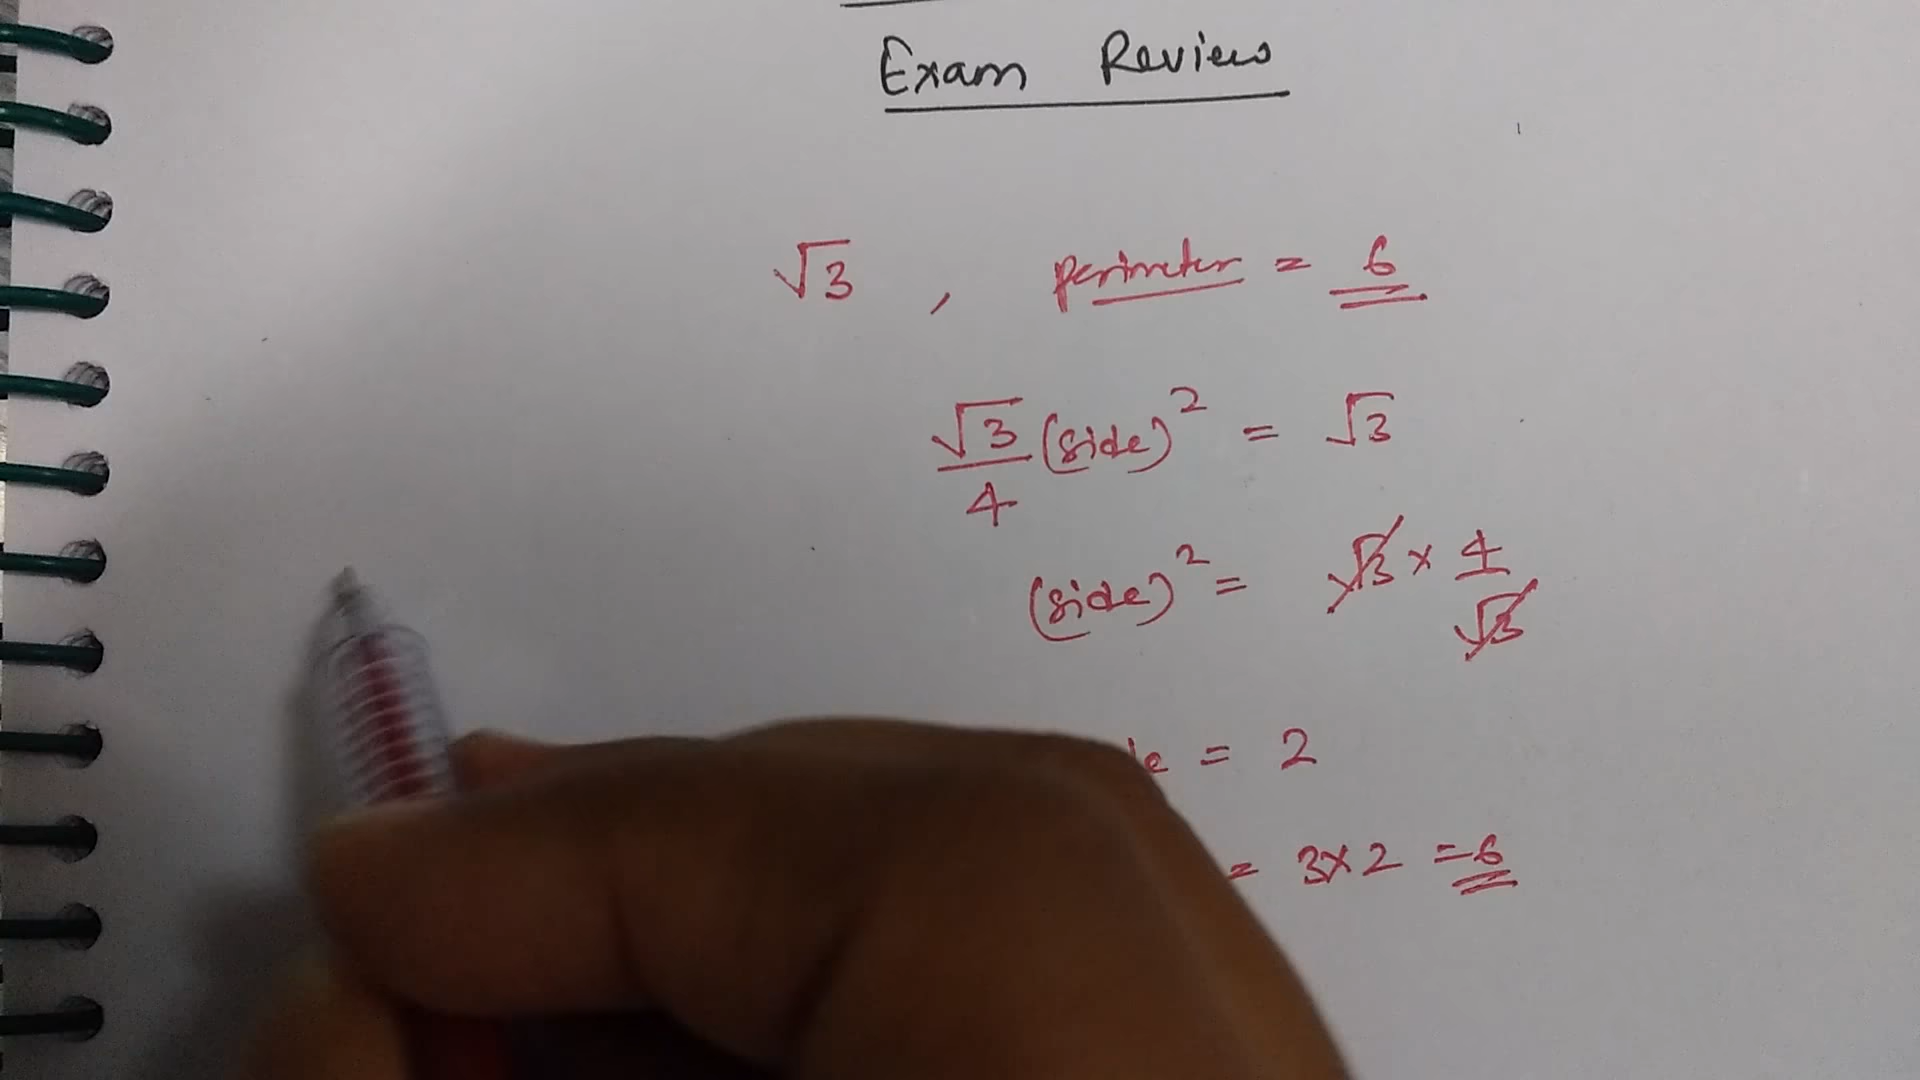 Exam Review
√3 , perimeter = 6
√3/4 (side)² = √3
(side)² = √3 × 4/√3
= 2
= 3×2 = 6